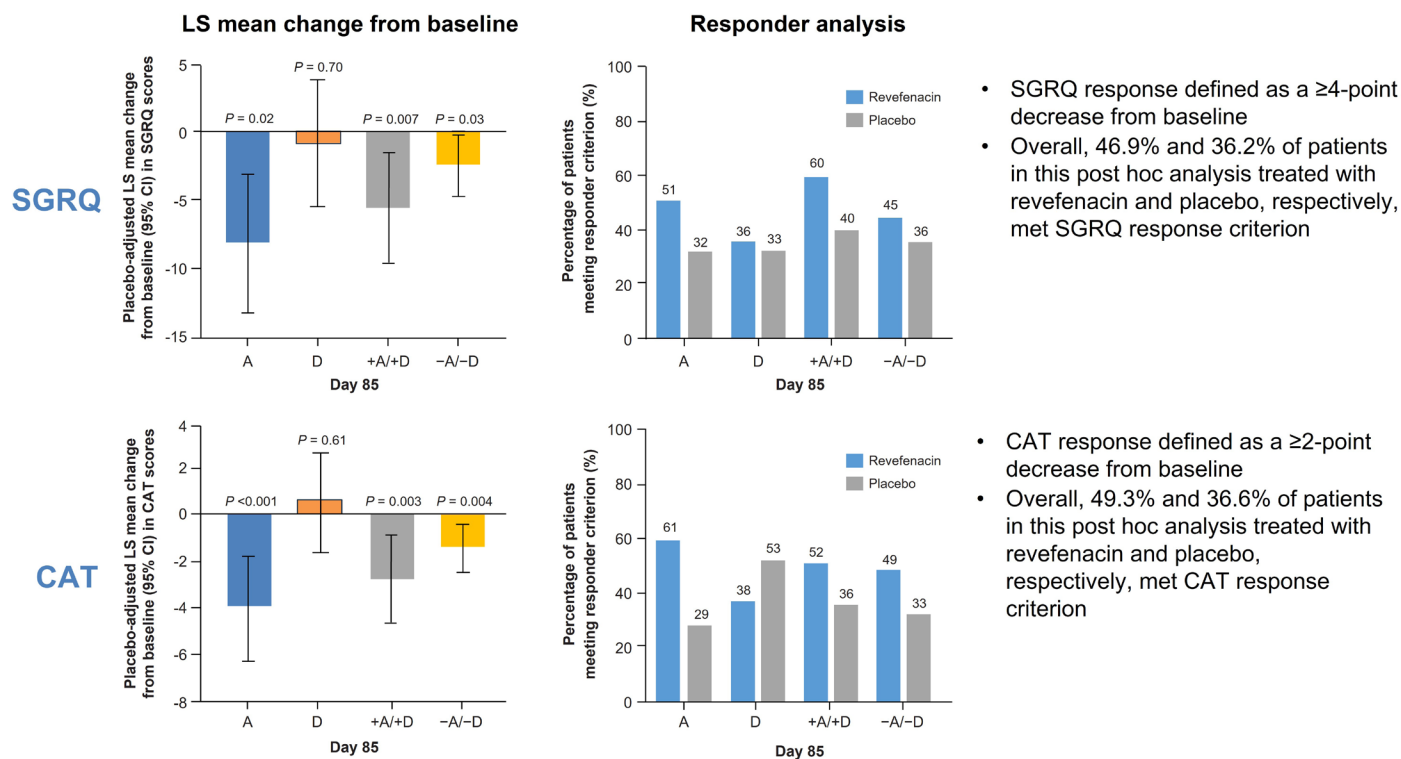 LS mean change from baseline
Responder analysis
SGRQ
Placebo-adjusted LS mean change
from baseline (95% CI) in SGRQ scores
5
0
-5
-10
-15
P = 0.02
P = 0.70
P = 0.007
P = 0.03
A
D
+A/+D
−A/−D
Day 85
Percentage of patients
meeting responder criterion (%)
100
80
60
40
20
0
Revefenacin
Placebo
51
32
36
33
60
40
45
36
A
D
+A/+D
−A/−D
Day 85
• SGRQ response defined as a ≥4-point
decrease from baseline
• Overall, 46.9% and 36.2% of patients
in this post hoc analysis treated with
revefenacin and placebo, respectively,
met SGRQ response criterion
CAT
Placebo-adjusted LS mean change
from baseline (95% CI) in CAT scores
4
2
0
-2
-4
-6
-8
P <0.001
P = 0.61
P = 0.003
P = 0.004
A
D
+A/+D
−A/−D
Day 85
Percentage of patients
meeting responder criterion (%)
100
80
60
40
20
0
Revefenacin
Placebo
61
29
38
53
52
36
49
33
A
D
+A/+D
−A/−D
Day 85
• CAT response defined as a ≥2-point
decrease from baseline
• Overall, 49.3% and 36.6% of patients
in this post hoc analysis treated with
revefenacin and placebo,
respectively, met CAT response
criterion